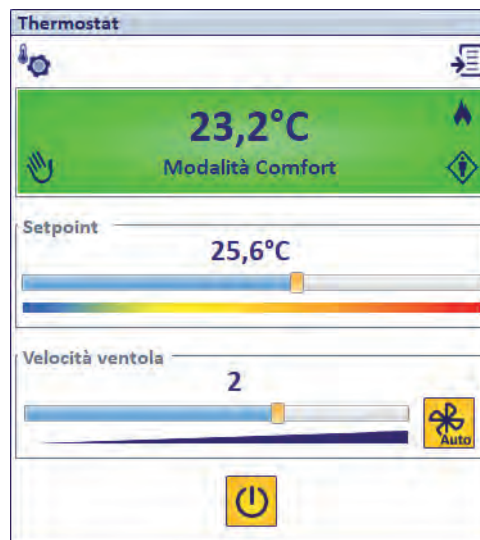 Thermostat
23,2°C
Modalità Comfort
Setpoint
25,6°C
Velocità ventola
2
Auto